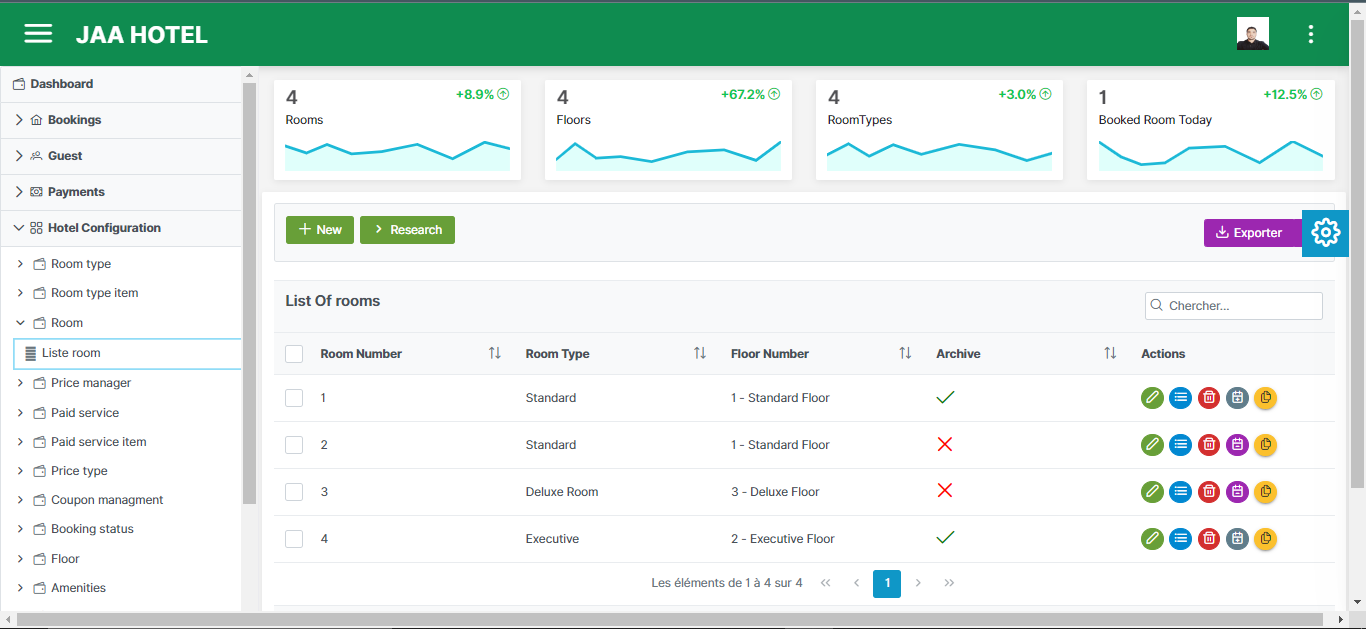 JAA HOTEL
Dashboard
Bookings
Guest
Payments
Hotel Configuration
Room type
Room type item
Room
Liste room
Price manager
Paid service
Paid service item
Price type
Coupon managment
Booking status
Floor
Amenities
4 +8.9%
Rooms
4 +67.2%
Floors
4 +3.0%
RoomTypes
1 +12.5%
Booked Room Today
New Research Exporter
List Of rooms Chercher...
Room Number Room Type Floor Number Archive Actions
1 Standard 1 - Standard Floor
2 Standard 1 - Standard Floor
3 Deluxe Room 3 - Deluxe Floor
4 Executive 2 - Executive Floor
Les éléments de 1 à 4 sur 4 << < 1 > >>